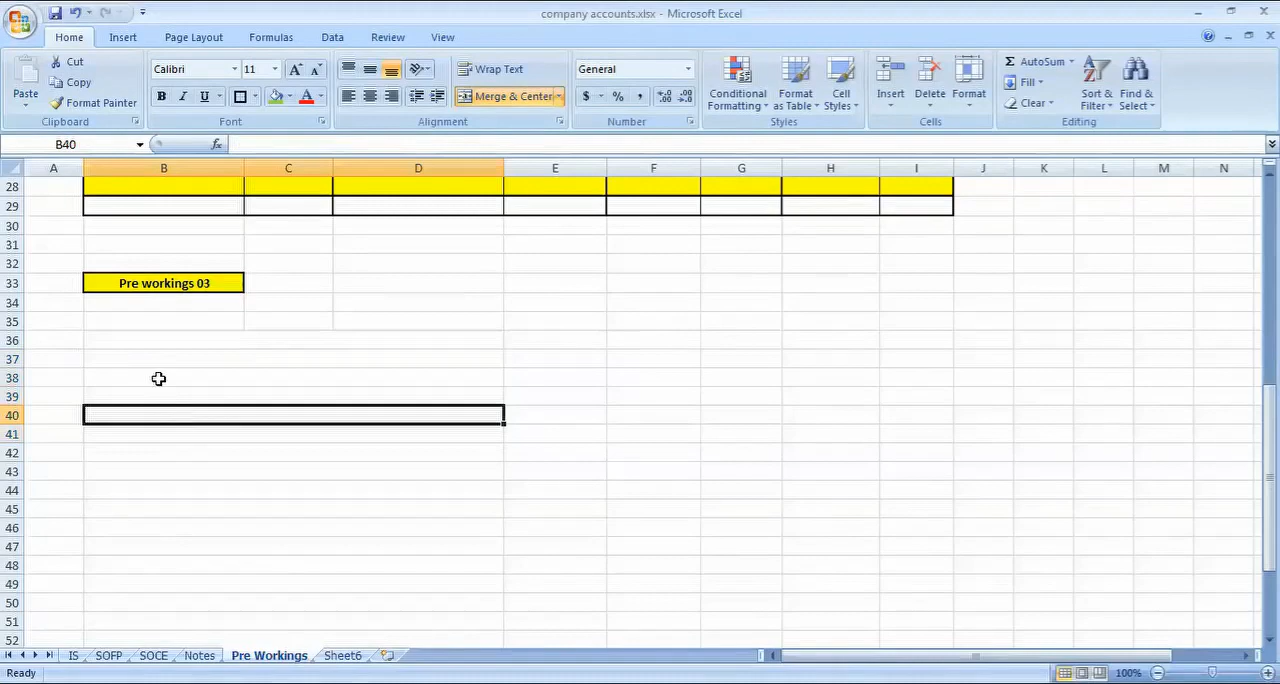 company accounts.xlsx - Microsoft Excel
Home Insert Page Layout Formulas Data Review View
Paste
Cut
Copy
Format Painter
Clipboard
Calibri 11
B I U
Font
Wrap Text
Merge & Center
Alignment
General
$ % ,
Number
Conditional Formatting
Format as Table
Cell Styles
Styles
Insert Delete Format
Cells
AutoSum
Fill
Clear
Sort & Filter
Find & Select
Editing
B40 fx
A B C D E F G H I J K L M N
28
29
30
31
32
33 Pre workings 03
34
35
36
37
38
39
40
41
42
43
44
45
46
47
48
49
50
51
52
IS SOFP SOCE Notes Pre Workings Sheet6
Ready 100%